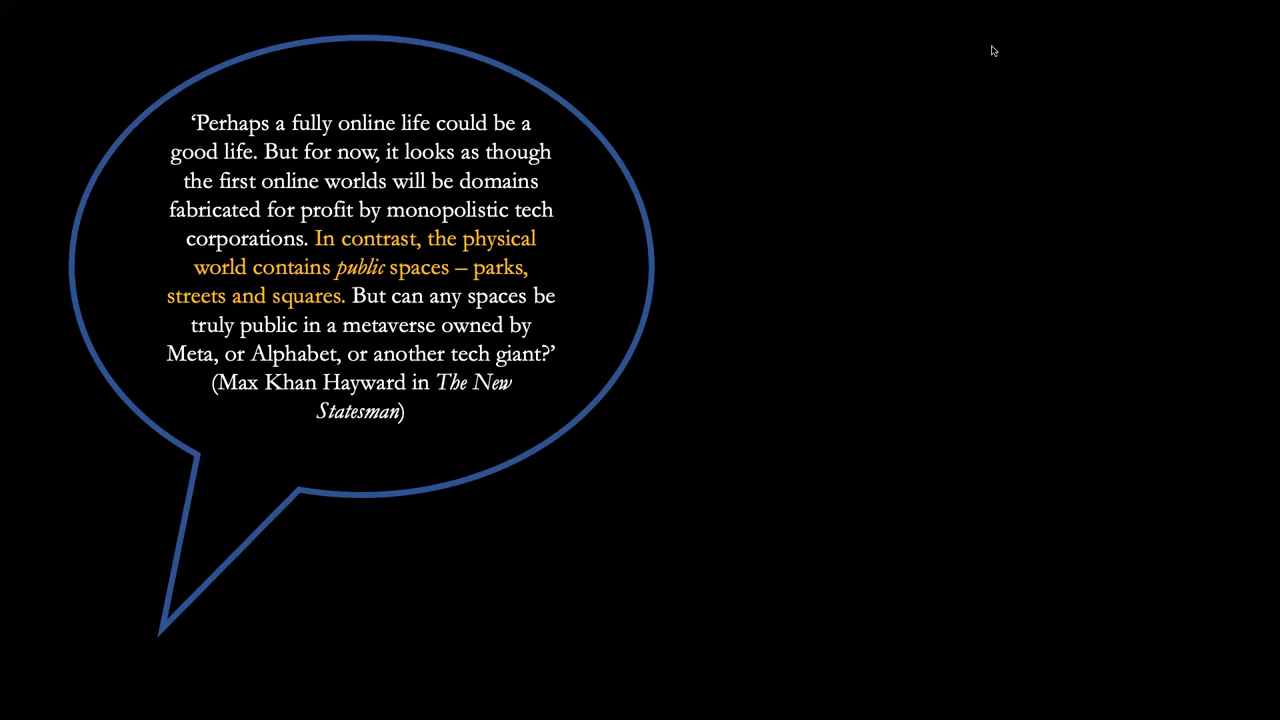 ‘Perhaps a fully online life could be a
good life. But for now, it looks as though
the first online worlds will be domains
fabricated for profit by monopolistic tech
corporations. In contrast, the physical
world contains public spaces – parks,
streets and squares. But can any spaces be
truly public in a metaverse owned by
Meta, or Alphabet, or another tech giant?’
(Max Khan Hayward in The New
Statesman)